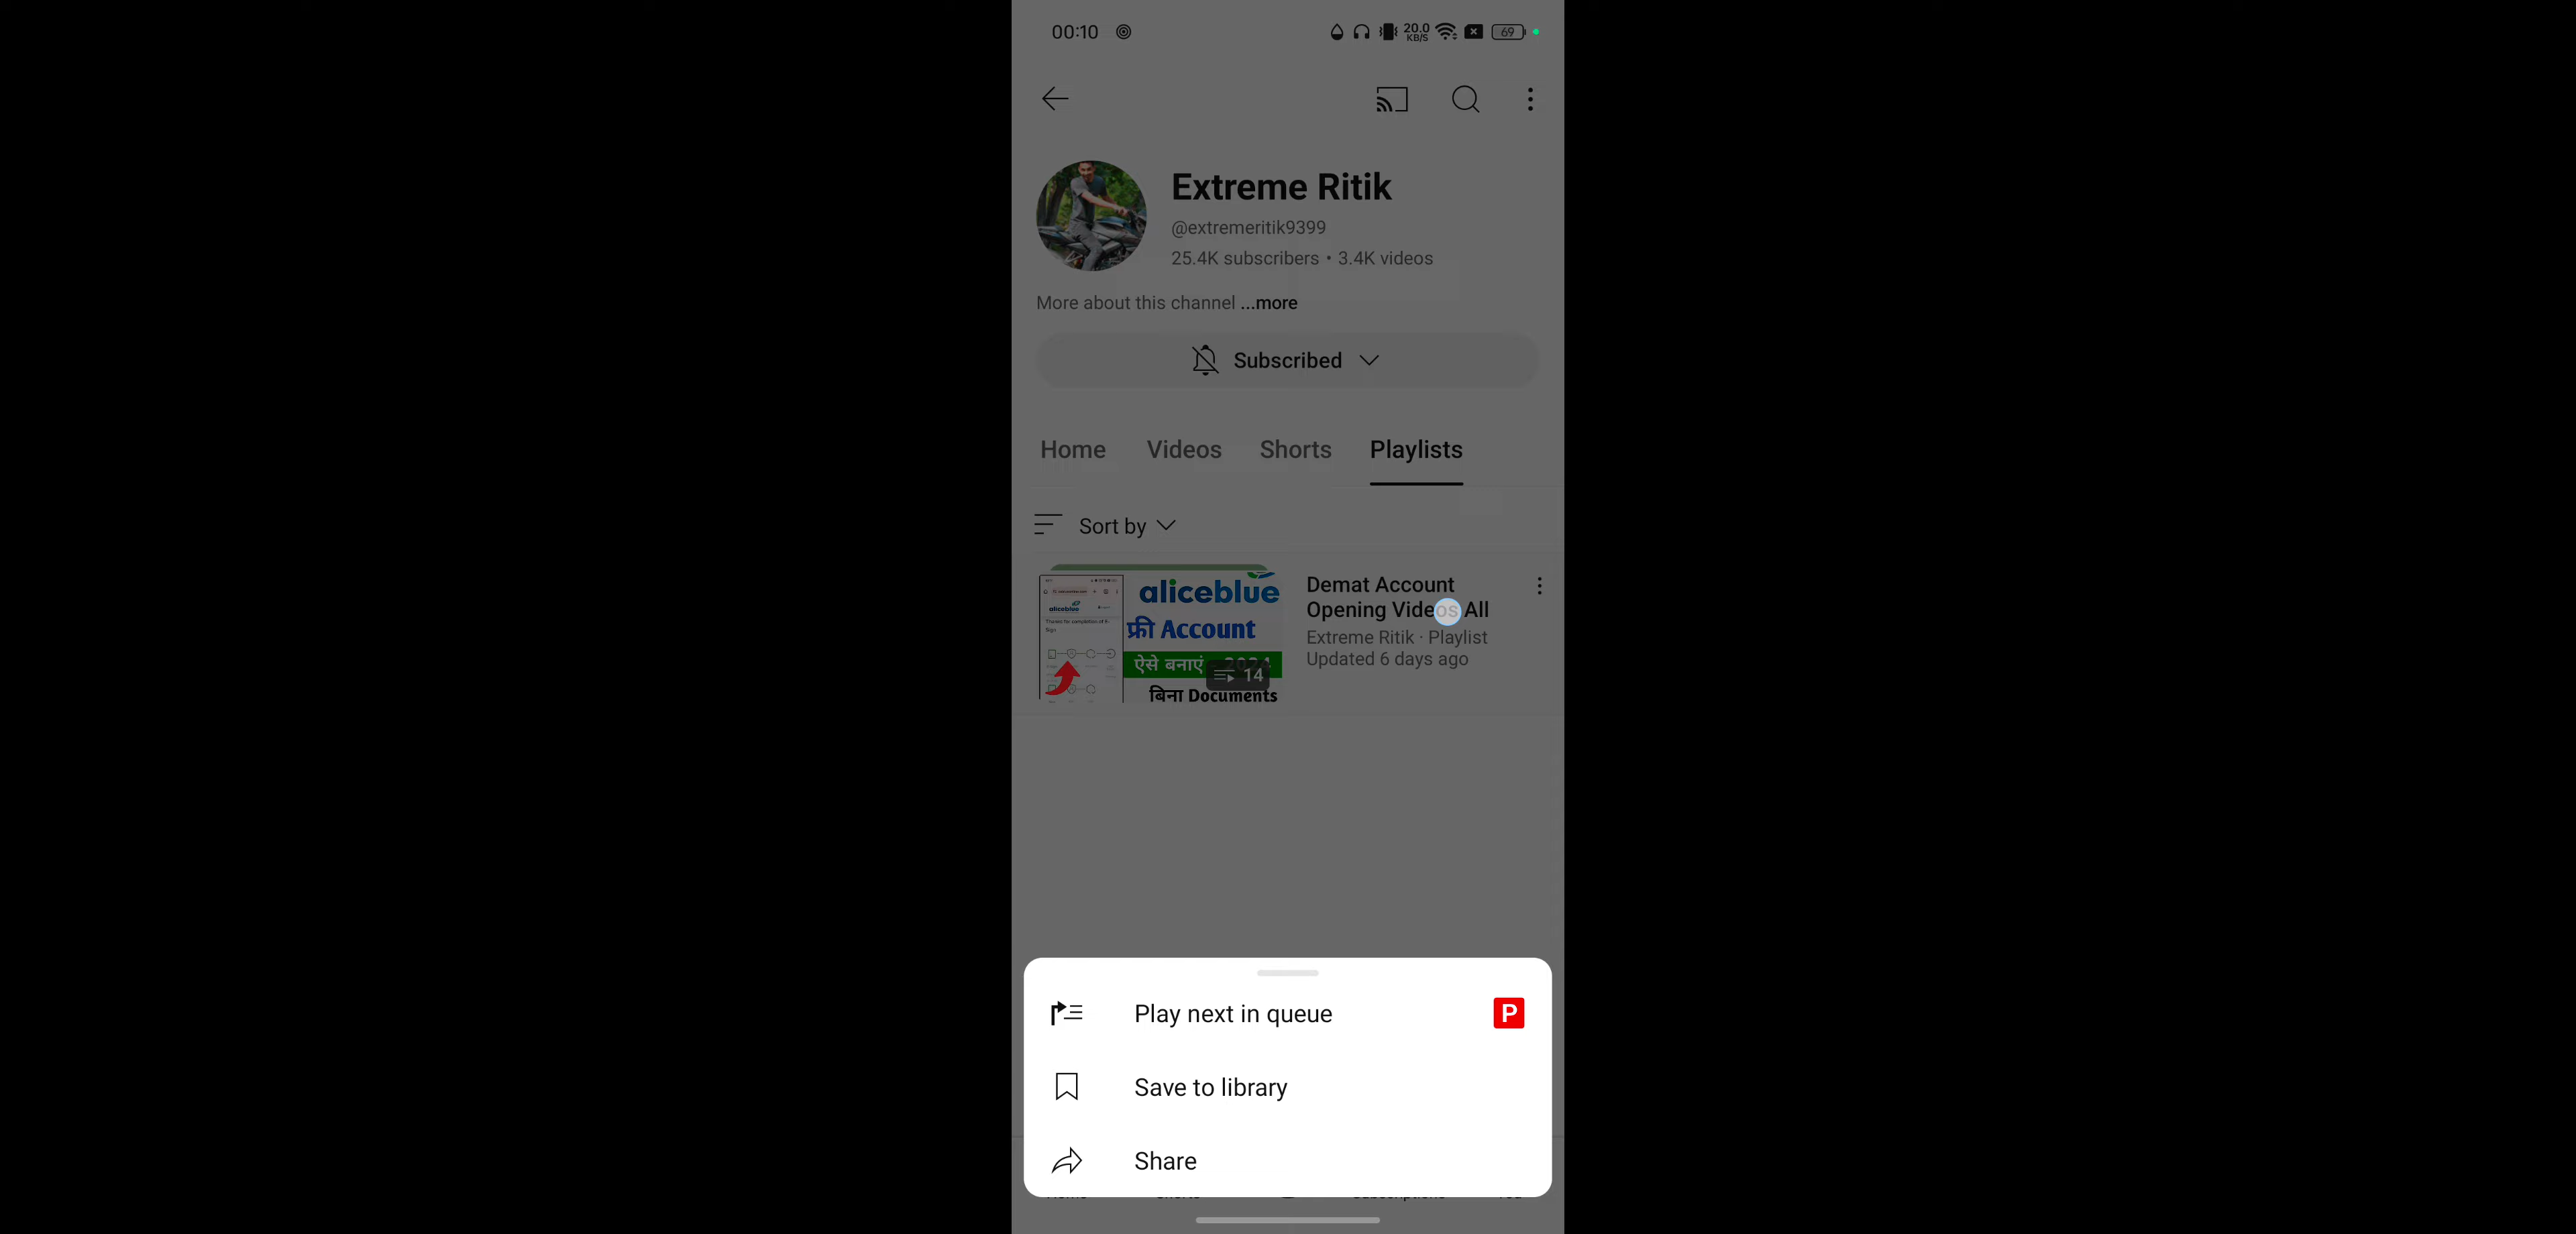 00:10
20.0
KB/S
69
Extreme Ritik
@extremeritik9399
25.4K subscribers • 3.4K videos
More about this channel ...more
Subscribed
Home Videos Shorts Playlists
Sort by
aliceblue
फ्री Account
ऐसे बनाएं
14
बिना Documents
aliceblue
Demat Account
Opening Videos All
Extreme Ritik · Playlist
Updated 6 days ago
Play next in queue
P
Save to library
Share